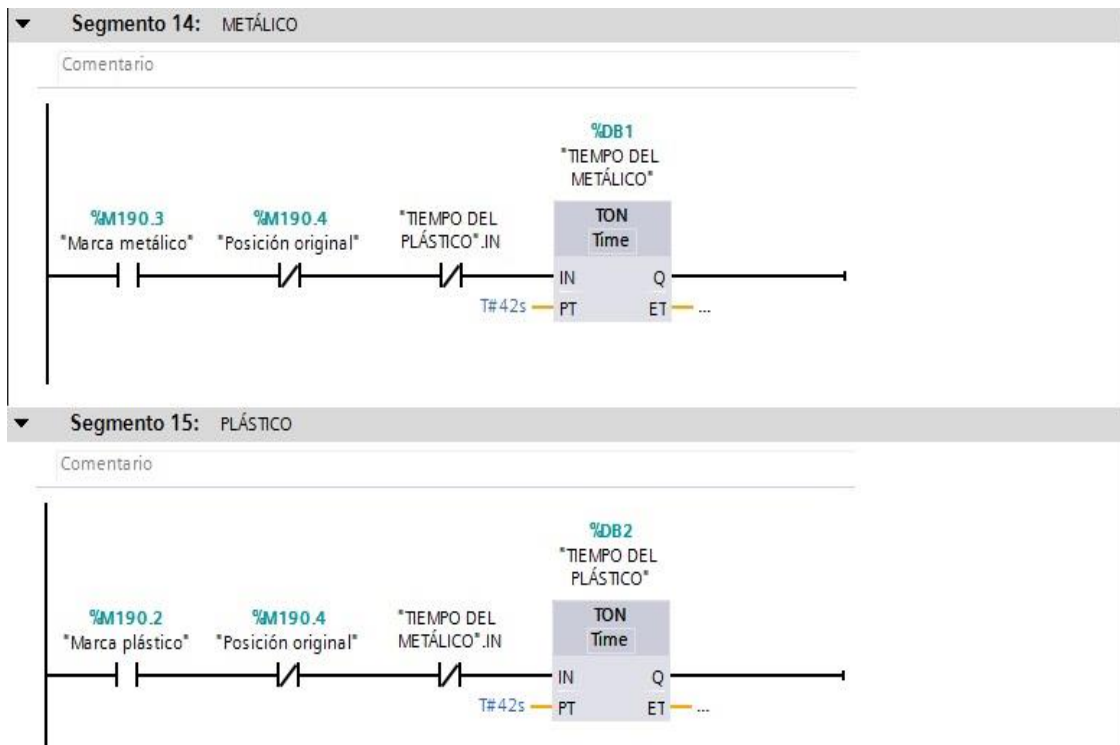 Segmento 14: METÁLICO
Comentario
%DB1
"TIEMPO DEL
METÁLICO"
%M190.3
"Marca metálico"
%M190.4
"Posición original"
"TIEMPO DEL
PLÁSTICO".IN
TON
Time
IN
Q
T#42s
PT
ET
...
Segmento 15: PLÁSTICO
Comentario
%DB2
"TIEMPO DEL
PLÁSTICO"
%M190.2
"Marca plástico"
%M190.4
"Posición original"
"TIEMPO DEL
METÁLICO".IN
TON
Time
IN
Q
T#42s
PT
ET
...